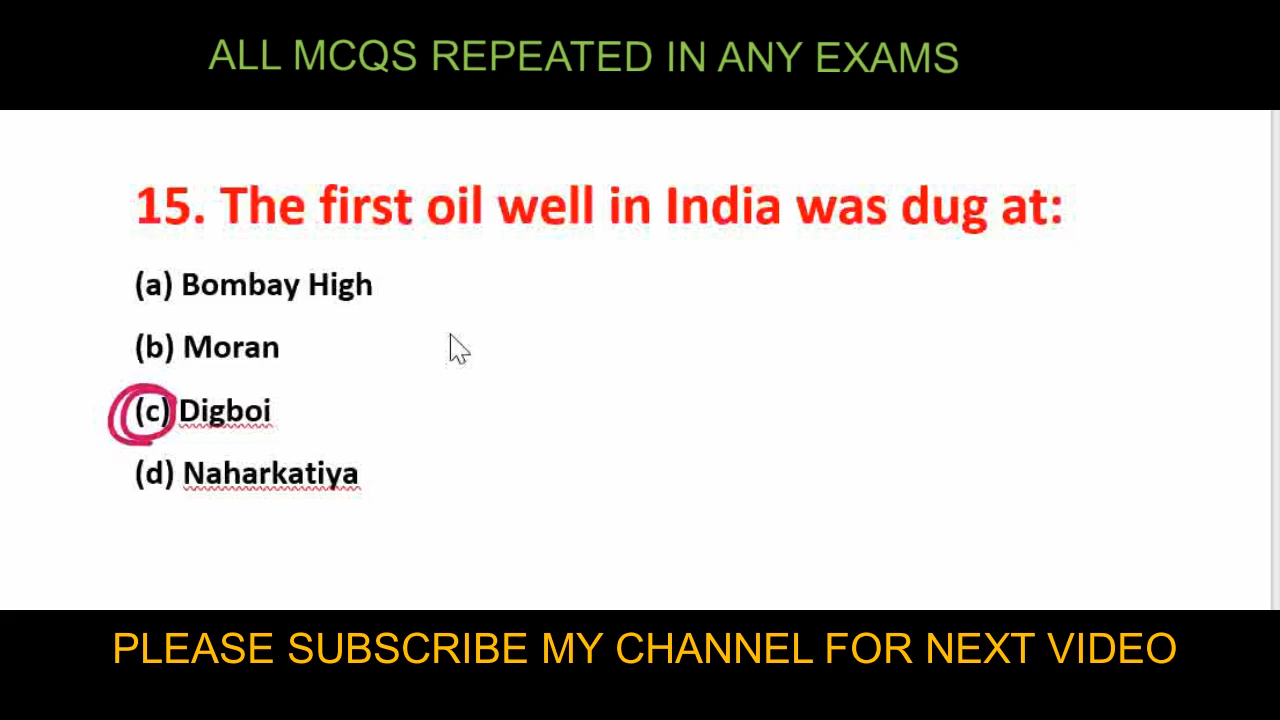 ALL MCQS REPEATED IN ANY EXAMS
15. The first oil well in India was dug at:
(a) Bombay High
(b) Moran
(c) Digboi
(d) Naharkatiya
PLEASE SUBSCRIBE MY CHANNEL FOR NEXT VIDEO